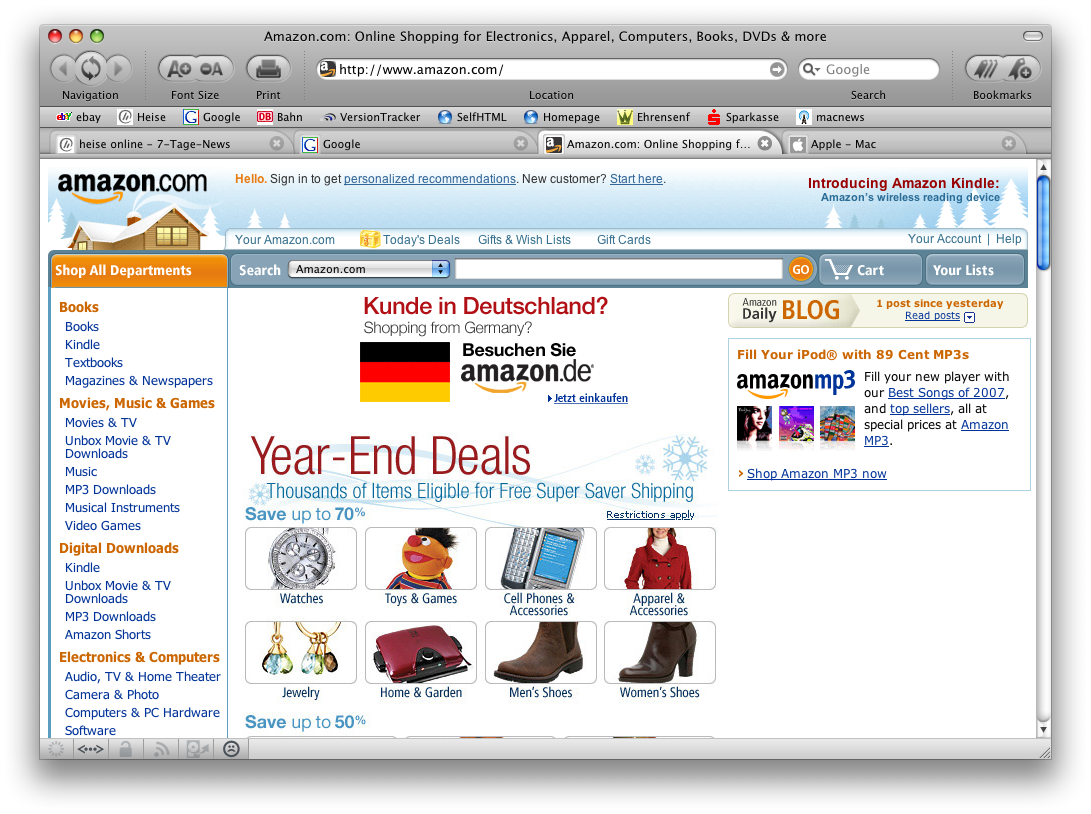 Amazon.com: Online Shopping for Electronics, Apparel, Computers, Books, DVDs & more
A A
http://www.amazon.com/
Google
Navigation Font Size Print Location Search Bookmarks
ebY ebay Heise G Google DB Bahn VersionTracker SelfHTML Homepage Ehrensenf Sparkasse macnews
heise online – 7-Tage-News
G Google
a Amazon.com: Online Shopping f...
Apple – Mac
amazon.com
Hello. Sign in to get personalized recommendations. New customer? Start here.
Introducing Amazon Kindle:
Amazon's wireless reading device
Your Amazon.com Today's Deals Gifts & Wish Lists Gift Cards
Your Account | Help
Shop All Departments
Search Amazon.com GO Cart Your Lists
Books
Books
Kindle
Textbooks
Magazines & Newspapers
Movies, Music & Games
Movies & TV
Unbox Movie & TV
Downloads
Music
MP3 Downloads
Musical Instruments
Video Games
Digital Downloads
Kindle
Unbox Movie & TV
Downloads
MP3 Downloads
Amazon Shorts
Electronics & Computers
Audio, TV & Home Theater
Camera & Photo
Computers & PC Hardware
Software
Kunde in Deutschland?
Shopping from Germany?
Besuchen Sie
amazon.de
Jetzt einkaufen
Year-End Deals
Thousands of Items Eligible for Free Super Saver Shipping
Save up to 70%
Restrictions apply
Watches Toys & Games Cell Phones & Apparel &
Accessories Accessories
Jewelry Home & Garden Men's Shoes Women's Shoes
Save up to 50%
Amazon
Daily BLOG
1 post since yesterday
Read posts
Fill Your iPod® with 89 Cent MP3s
amazonmp3
Fill your new player with
our Best Songs of 2007,
and top sellers, all at
special prices at Amazon
MP3.
Shop Amazon MP3 now